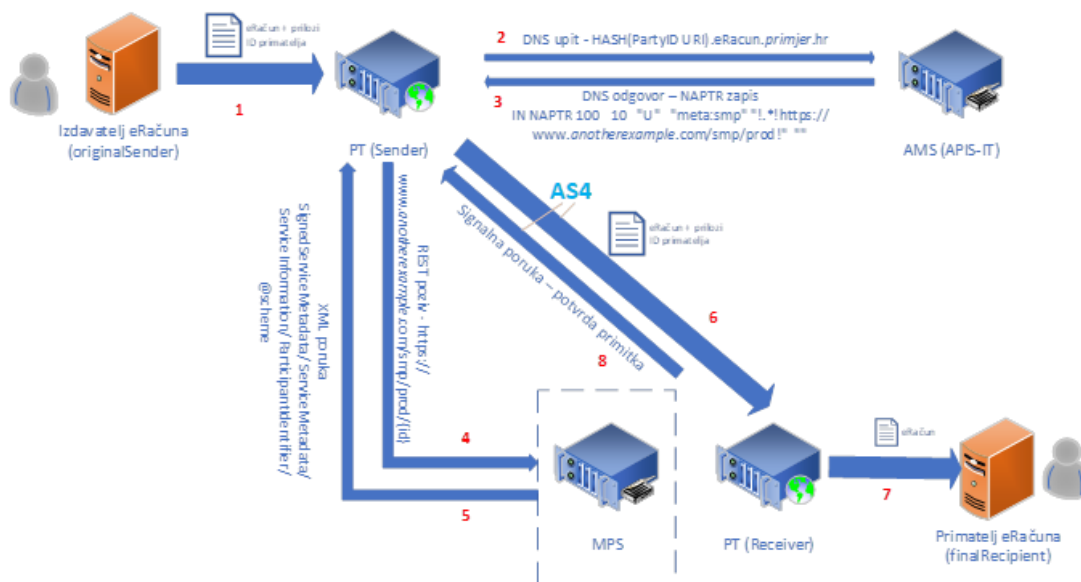 eRačun + prilozi
ID primatelja
1
Izdavatelj eRačuna
(originalSender)
PT (Sender)
2
DNS upit - HASH(PartyID URI).eRacun.primjer.hr
3
DNS odgovor – NAPTR zapis
IN NAPTR 100 10 "U" "meta:smp" "!.*!https://
www.anotherexample.com/smp/prod!" ""
AMS (APIS-IT)
AS4
Signalna poruka – potvrda primitka
eRačun + prilozi
ID primatelja
6
8
XML poruka
SignedServiceMetadata/ServiceMetadata/
Service Information/ParticipantIdentifier/
@scheme
REST poziv - https://
www.anotherexample.com/smp/prod/{id}
4
5
MPS
PT (Receiver)
eRačun
7
Primatelj eRačuna
(finalRecipient)